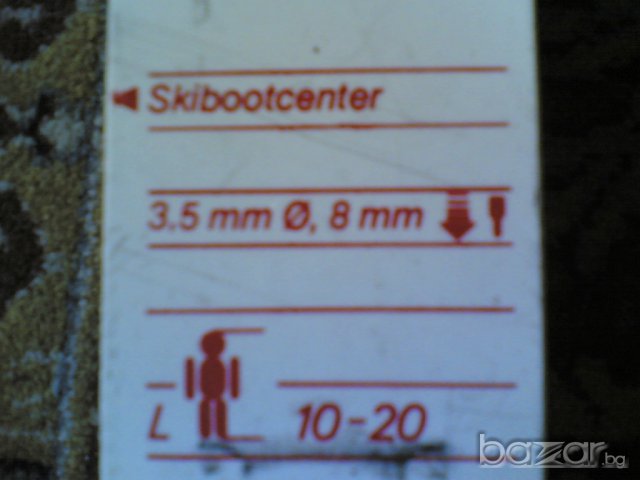 Skibootcenter
3.5 mm Ø, 8 mm
L 10-20
bazar.bg